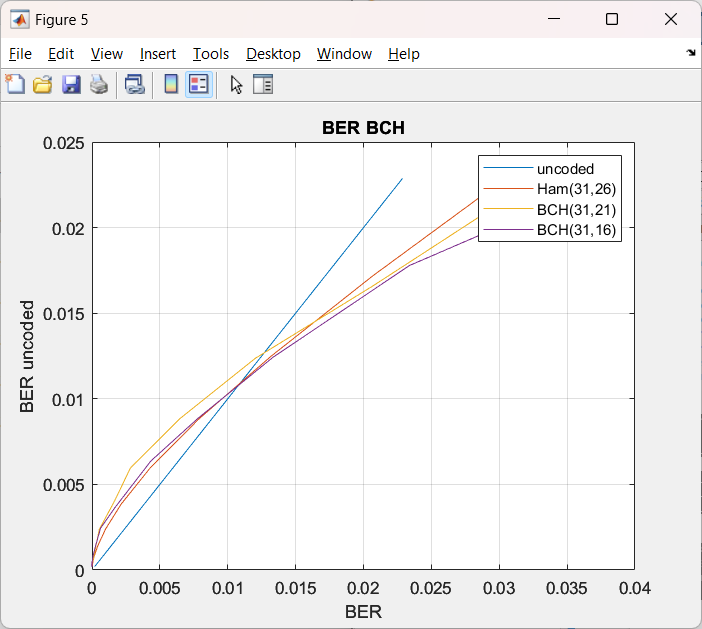 Figure 5
File Edit View Insert Tools Desktop Window Help
BER BCH
uncoded
Ham(31,26)
BCH(31,21)
BCH(31,16)
BER uncoded
0.025
0.02
0.015
0.01
0.005
0
0 0.005 0.01 0.015 0.02 0.025 0.03 0.035 0.04
BER